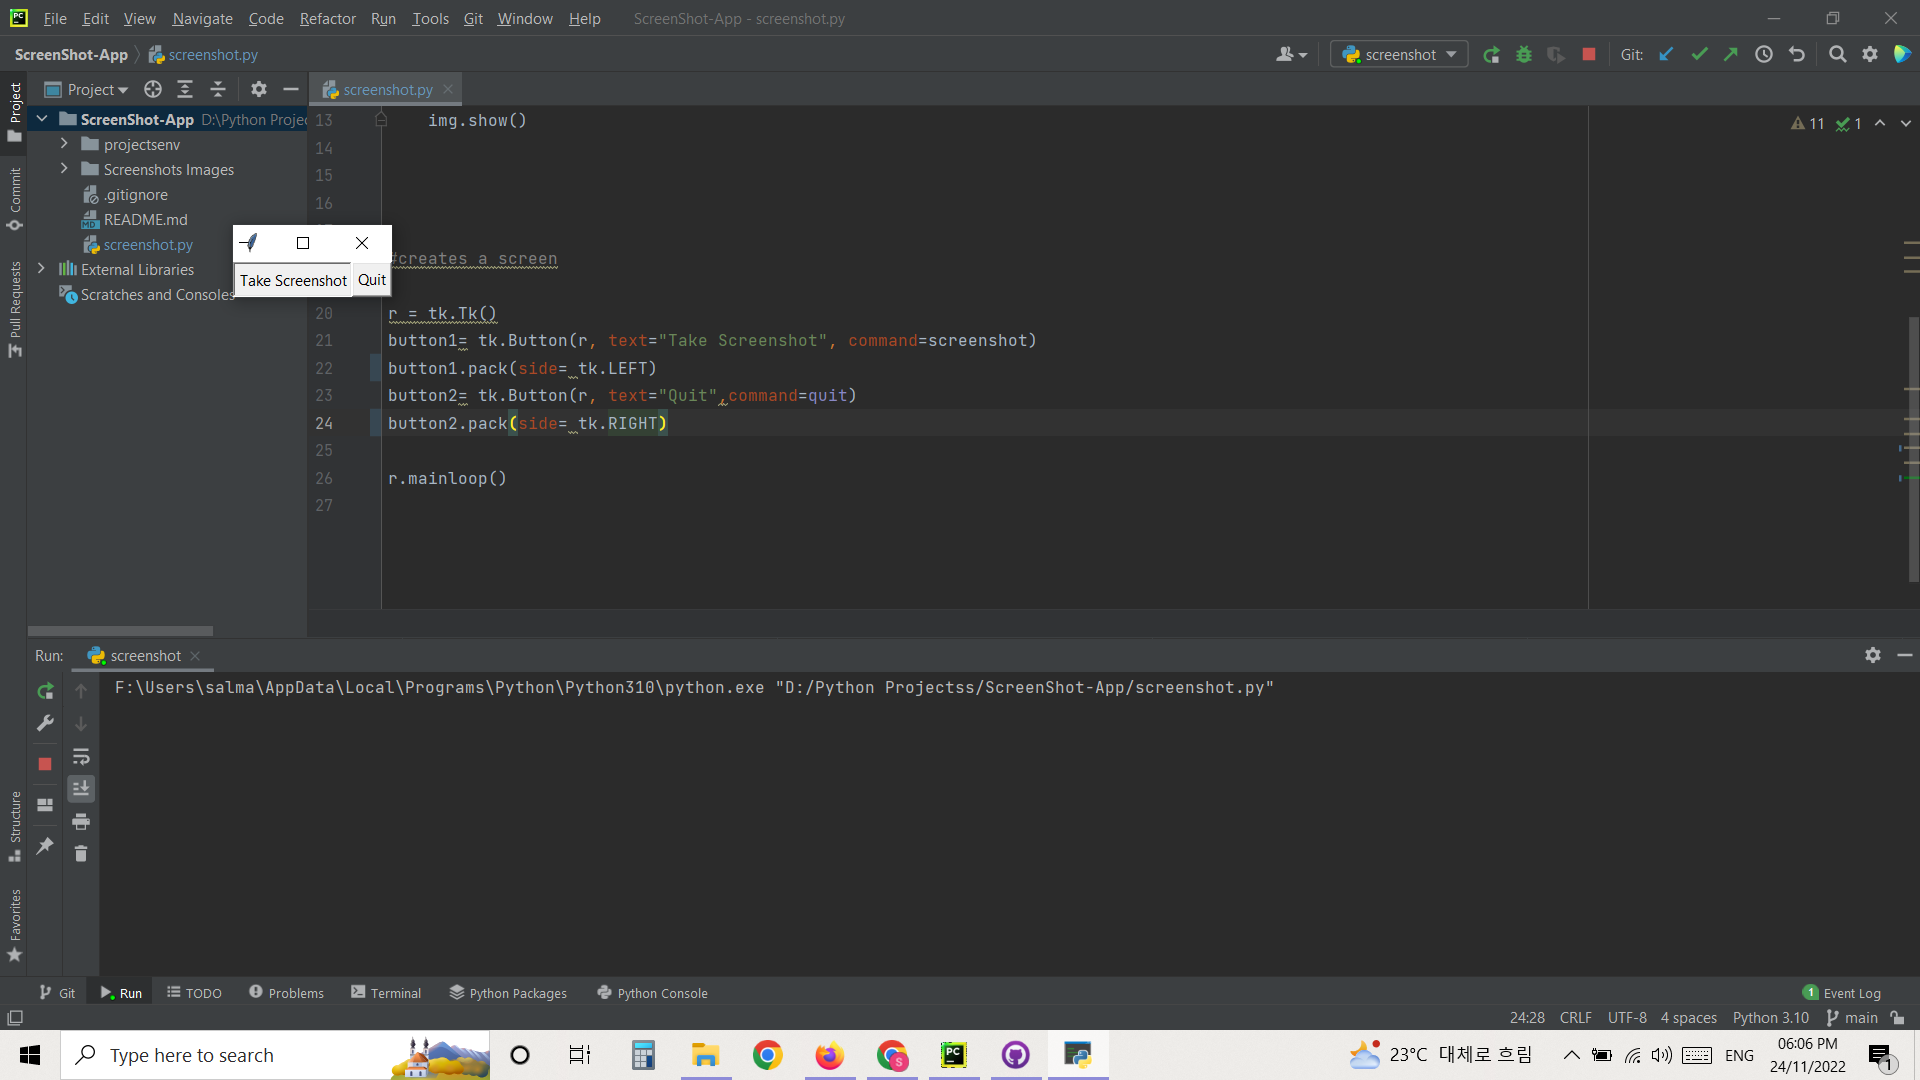 File Edit View Navigate Code Refactor Run Tools Git Window Help ScreenShot-App - screenshot.py
ScreenShot-App screenshot.py screenshot Git:
Project screenshot.py
ScreenShot-App D:\Python Projec
projectsenv
Screenshots Images
.gitignore
README.md
screenshot.py
External Libraries
Scratches and Consoles
Project
Commit
Pull Requests
Structure
Favorites
Take Screenshot Quit
11 1
13 img.show()
14
15
16
#creates a screen
20 r = tk.Tk()
21 button1= tk.Button(r, text="Take Screenshot", command=screenshot)
22 button1.pack(side= tk.LEFT)
23 button2= tk.Button(r, text="Quit",command=quit)
24 button2.pack(side= tk.RIGHT)
25
26 r.mainloop()
27
Run: screenshot
F:\Users\salma\AppData\Local\Programs\Python\Python310\python.exe "D:/Python Projectss/ScreenShot-App/screenshot.py"
Git Run TODO Problems Terminal Python Packages Python Console 1 Event Log
24:28 CRLF UTF-8 4 spaces Python 3.10 main
Type here to search 23°C 대체로 흐림 ENG 06:06 PM
24/11/2022 1